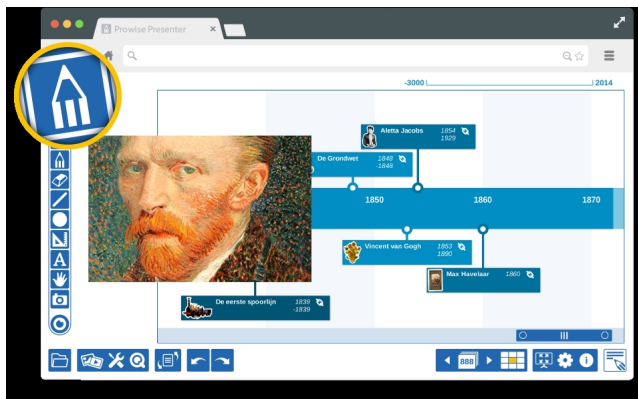 Prowise Presenter
-3000 2014
Aletta Jacobs 1854
1929
De Grondwet 1848
-1848
1850 1860 1870
Vincent van Gogh 1853
1890
Max Havelaar 1860
De eerste spoorlijn 1839
-1839
A
888